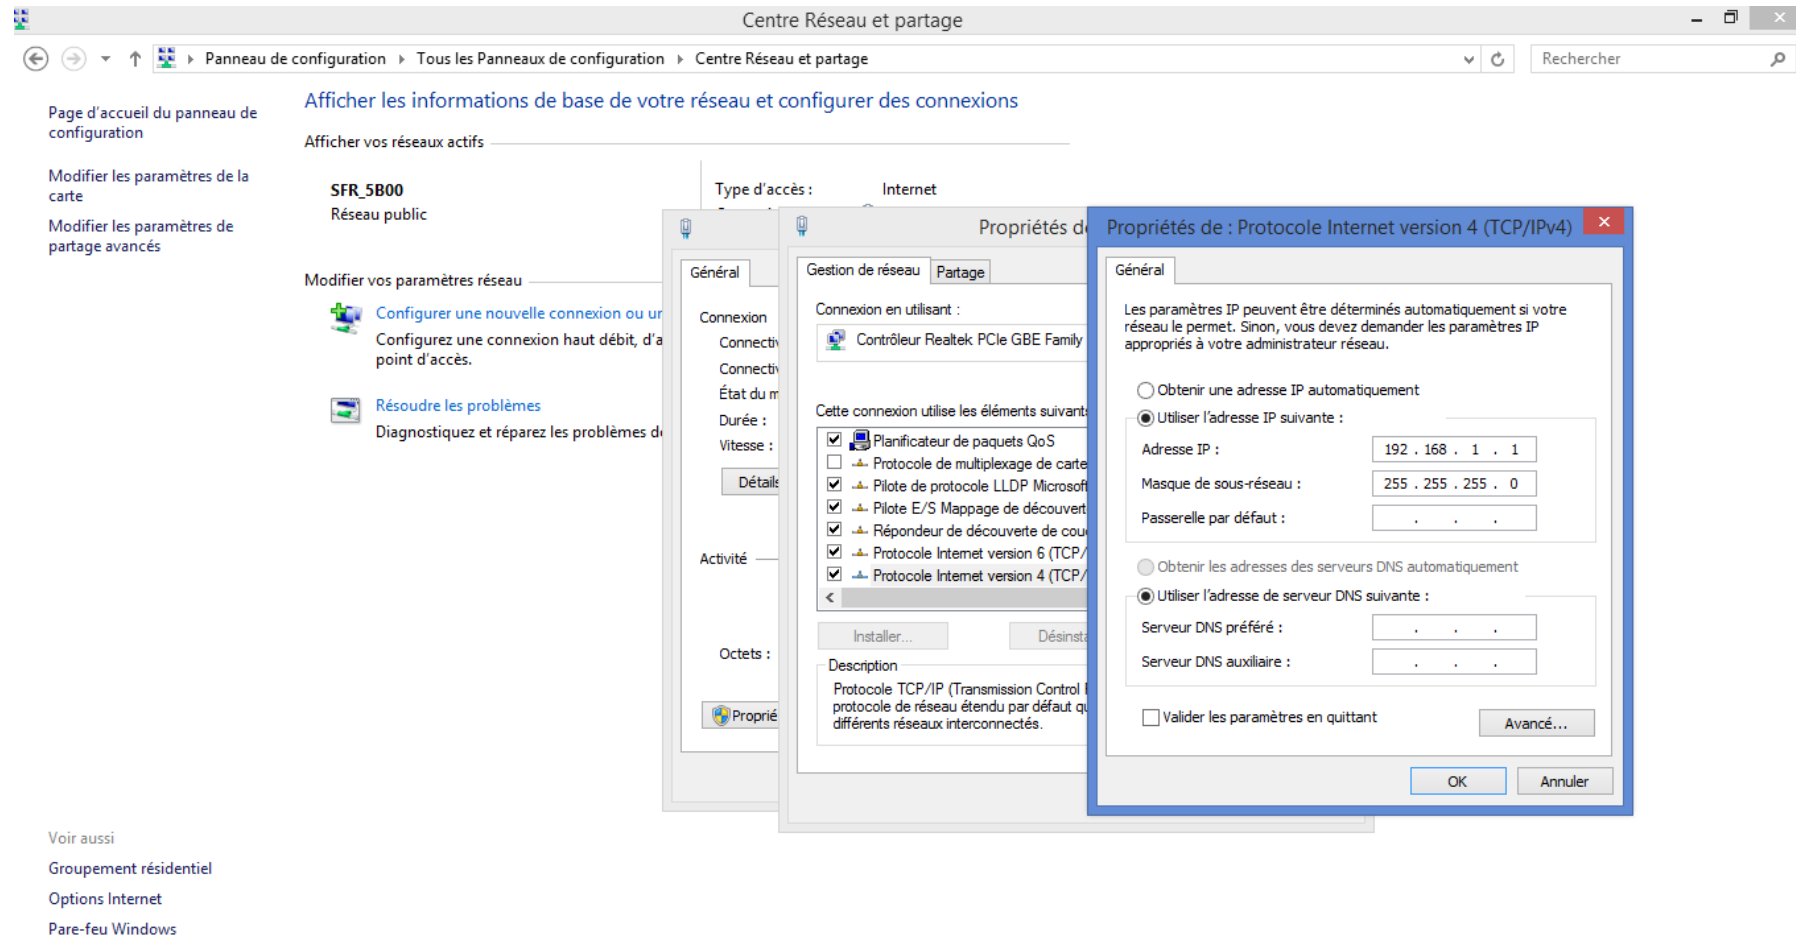 Centre Réseau et partage
Panneau de configuration
Tous les Panneaux de configuration
Centre Réseau et partage
Rechercher
Page d'accueil du panneau de
configuration
Modifier les paramètres de la
carte
Modifier les paramètres de
partage avancés
Voir aussi
Groupement résidentiel
Options Internet
Pare-feu Windows
Afficher les informations de base de votre réseau et configurer des connexions
Afficher vos réseaux actifs
SFR_5B00
Réseau public
Type d'accès :
Internet
Modifier vos paramètres réseau
Configurer une nouvelle connexion ou
Configurez une connexion haut débit,
point d'accès.
Résoudre les problèmes
Diagnostiquez et réparez les problèmes
Général
Connexion
État du
Durée :
Vitesse :
Détails
Activité
Octets :
Propriétés
Gestion de réseau
Partage
Connexion en utilisant :
Contrôleur Realtek PCIe GBE Family
Cette connexion utilise les éléments suivants
Planificateur de paquets QoS
Protocole de multiplexage de carte
Pilote de protocole LLDP Microsoft
Pilote E/S Mappage de
Répondeur de découverte de
Protocole Internet version 6 (TCP/
Protocole Internet version 4 (TCP/
Installer...
Description
Protocole TCP/IP (Transmission Control
protocole de réseau étendu par défaut
différents réseaux interconnectés.
Propriétés de : Protocole Internet version 4 (TCP/IPv4)
Général
Les paramètres IP peuvent être déterminés automatiquement si votre
réseau le permet. Sinon, vous devez demander les paramètres IP
appropriés à votre administrateur réseau.
Obtenir une adresse IP automatiquement
Utiliser l'adresse IP suivante :
Adresse IP :
192 . 168 . 1 . 1
Masque de sous-réseau :
255 . 255 . 255 . 0
Passerelle par défaut :
. . .
Obtenir les adresses des serveurs DNS automatiquement
Utiliser l'adresse de serveur DNS suivante :
Serveur DNS préféré :
. . .
Serveur DNS auxiliaire :
. . .
Valider les paramètres en quittant
Avancé...
OK
Annuler